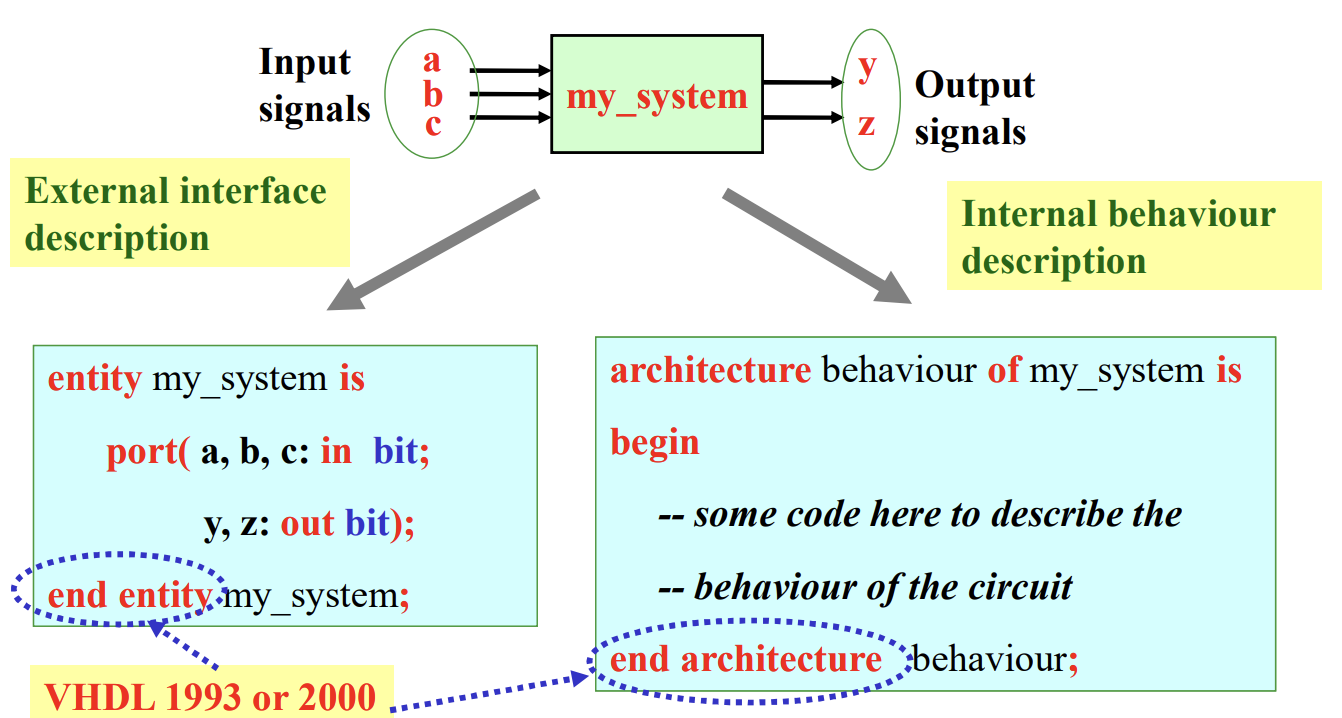 Input
signals
a
b
c
my_system
y
z
Output
signals
External interface
description
Internal behaviour
description
entity my_system is
port( a, b, c: in bit;
y, z: out bit);
end entity my_system;
architecture behaviour of my_system is
begin
-- some code here to describe the
-- behaviour of the circuit
end architecture behaviour;
VHDL 1993 or 2000